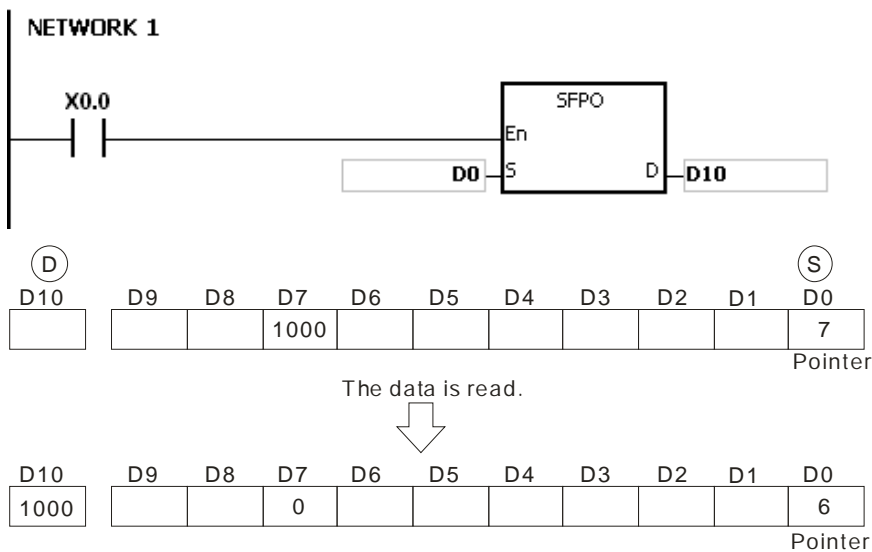 NETWORK 1
X0.0
SFPO
En
D0 S D D10
D S
D10 D9 D8 D7 D6 D5 D4 D3 D2 D1 D0
1000 7
Pointer
The data is read.
D10 D9 D8 D7 D6 D5 D4 D3 D2 D1 D0
1000 0 6
Pointer